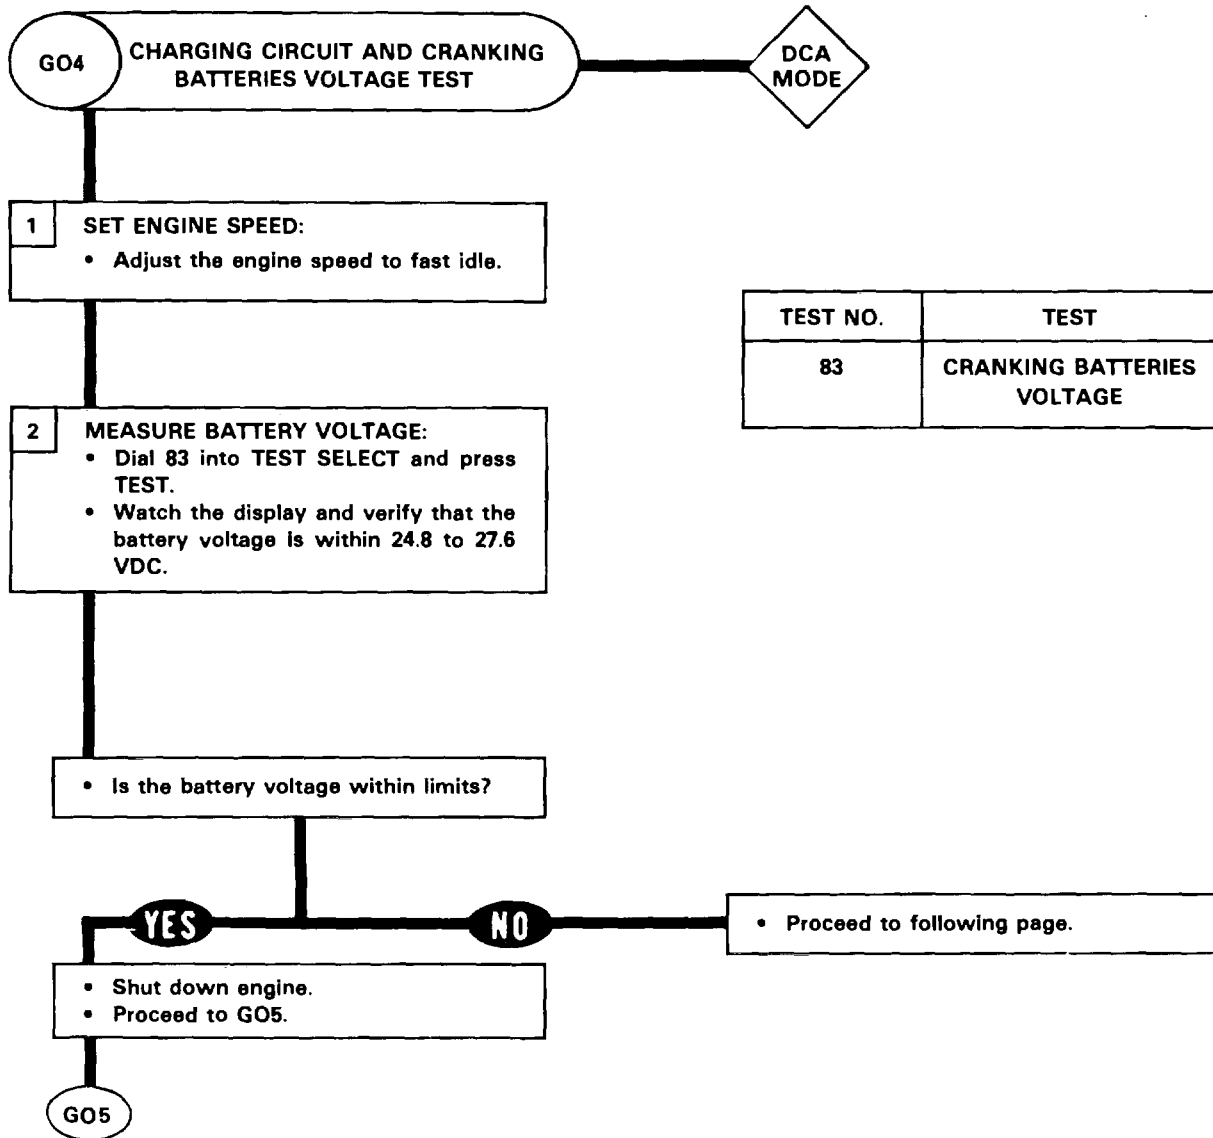 GO4
CHARGING CIRCUIT AND CRANKING
BATTERIES VOLTAGE TEST
DCA
MODE
1
SET ENGINE SPEED:
• Adjust the engine speed to fast idle.
TEST NO.
TEST
83
CRANKING BATTERIES
VOLTAGE
2
MEASURE BATTERY VOLTAGE:
• Dial 83 into TEST SELECT and press
TEST.
• Watch the display and verify that the
battery voltage is within 24.8 to 27.6
VDC.
• Is the battery voltage within limits?
YES
NO
• Proceed to following page.
• Shut down engine.
• Proceed to GO5.
GO5